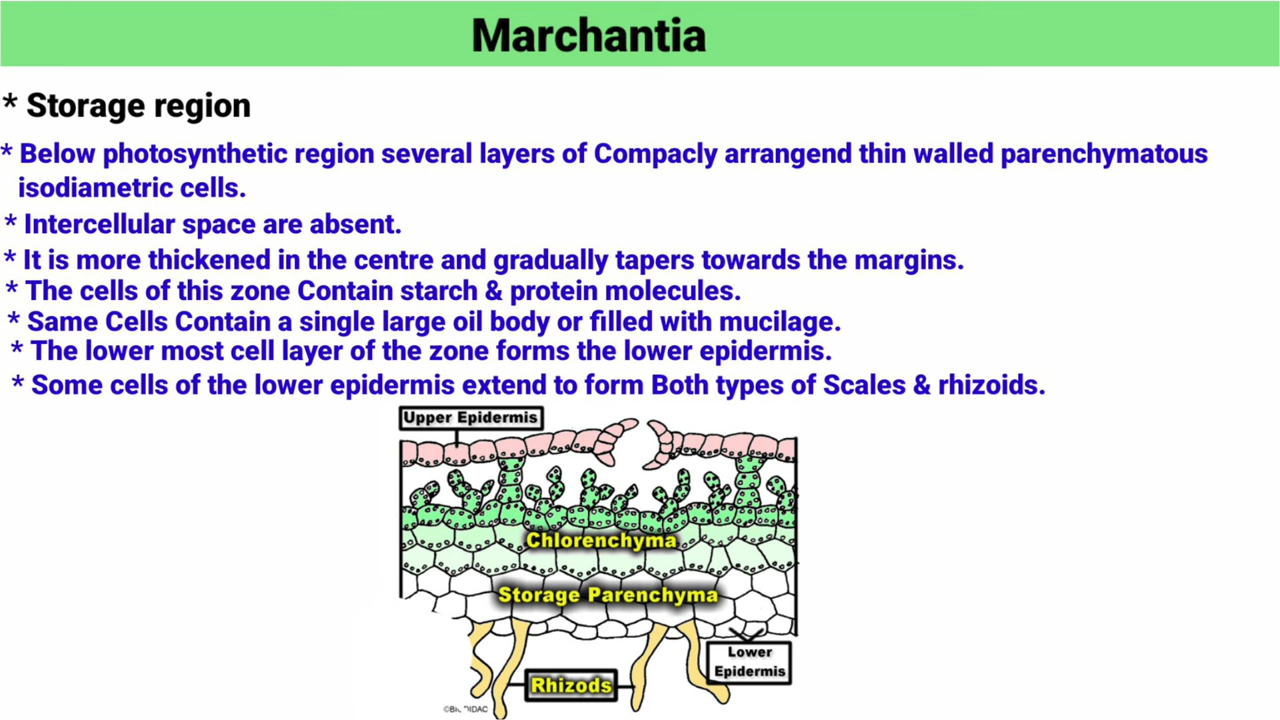 Marchantia
* Storage region
* Below photosynthetic region several layers of Compacly arrangend thin walled parenchymatous
isodiametric cells.
* Intercellular space are absent.
* It is more thickened in the centre and gradually tapers towards the margins.
* The cells of this zone Contain starch & protein molecules.
* Same Cells Contain a single large oil body or filled with mucilage.
* The lower most cell layer of the zone forms the lower epidermis.
* Some cells of the lower epidermis extend to form Both types of Scales & rhizoids.
Upper Epidermis
Chlorenchyma
Storage Parenchyma
Lower
Epidermis
Rhizods